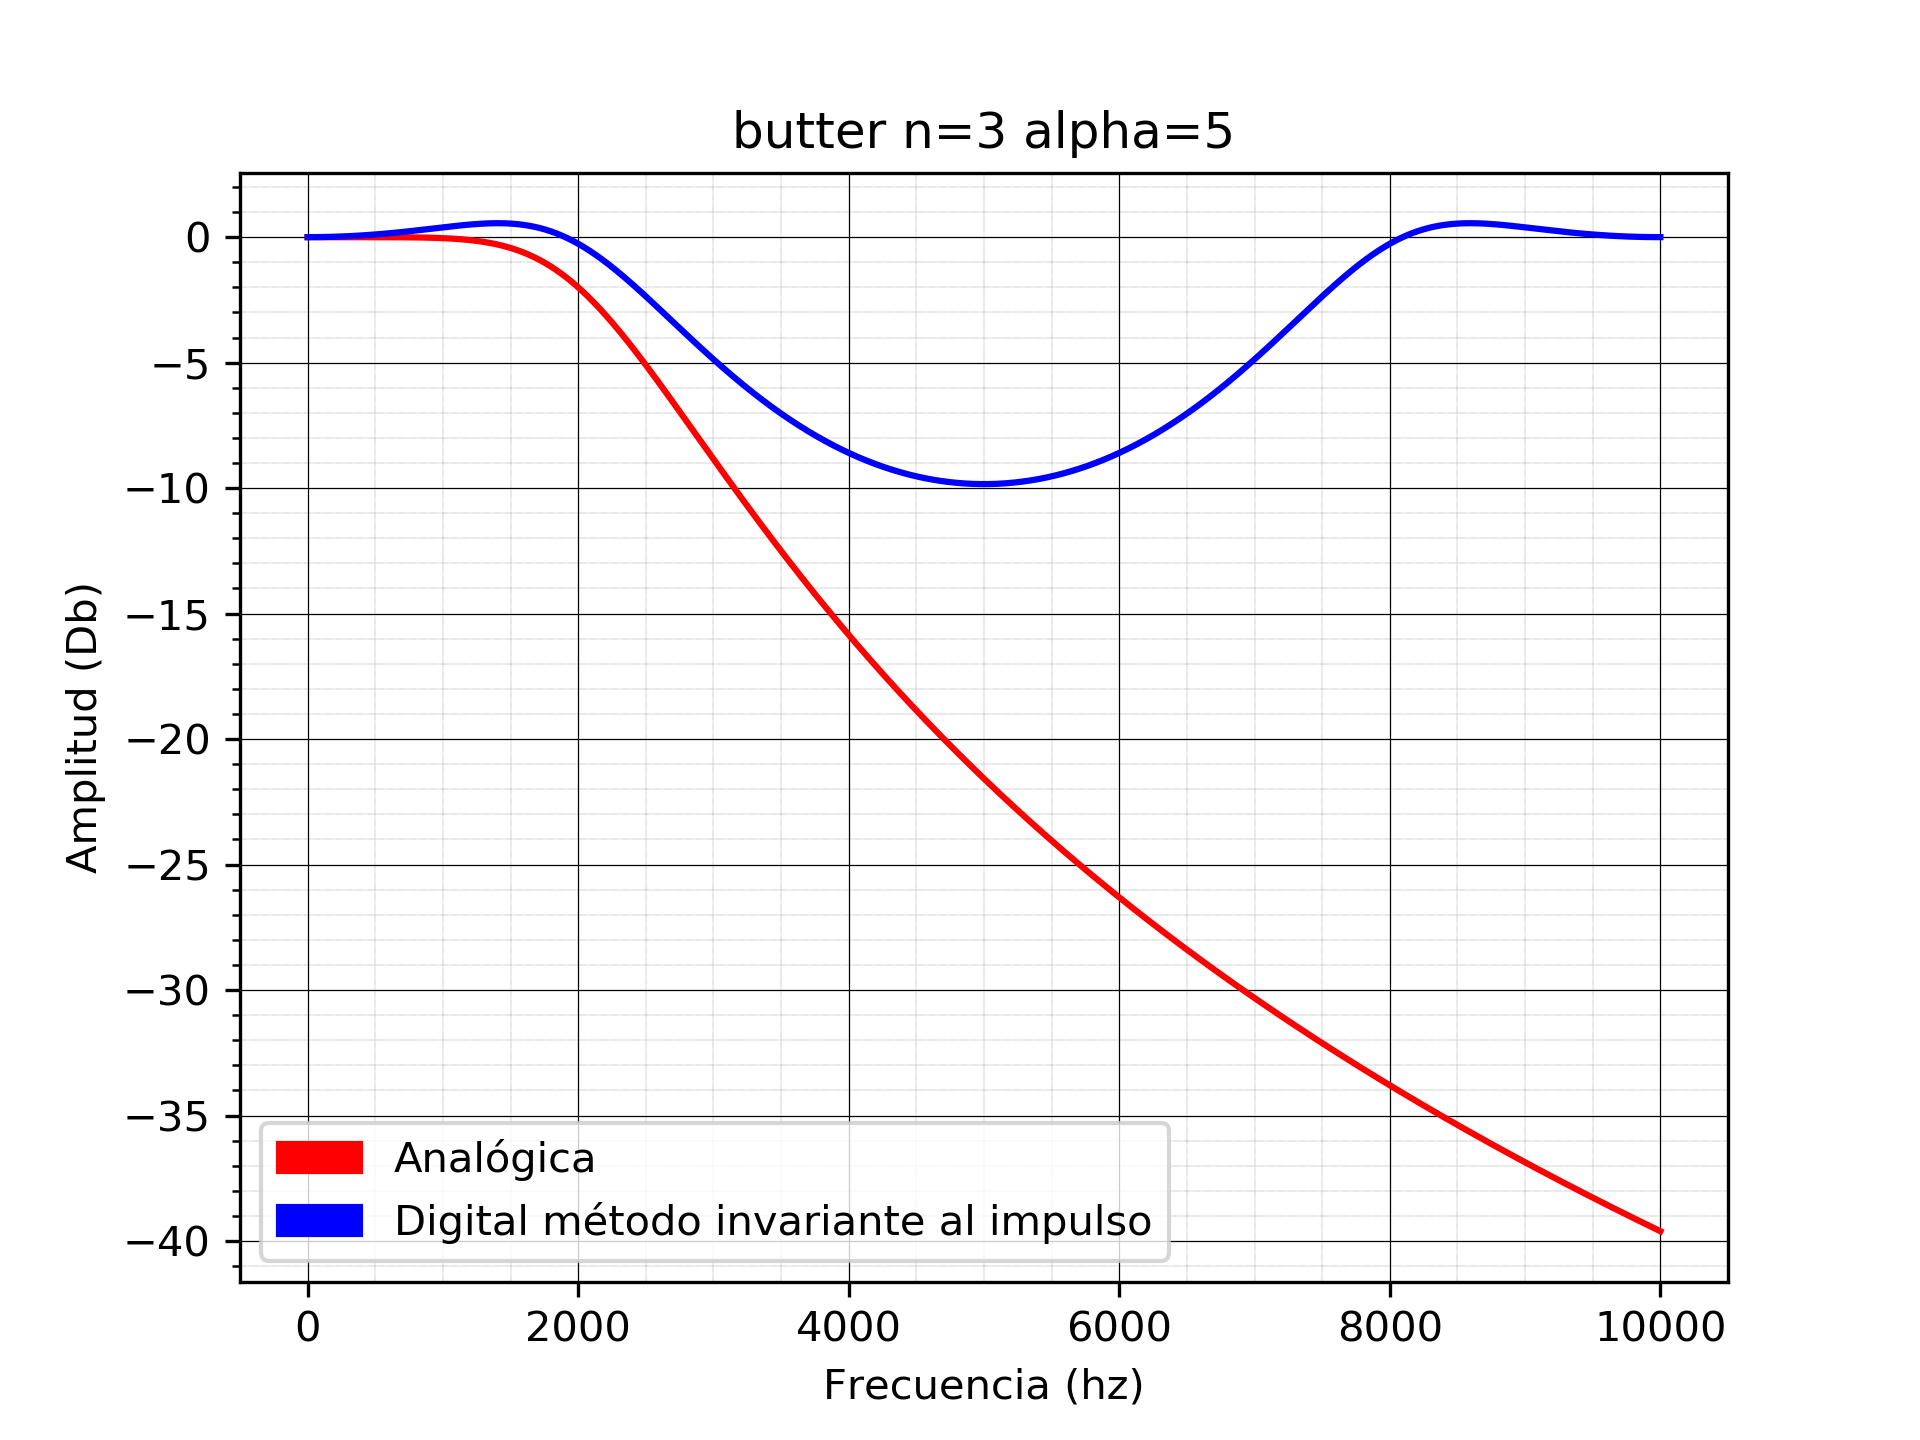 butter n=3 alpha=5
Amplitud (Db)
0
−5
−10
−15
−20
−25
−30
−35
−40
Analógica
Digital método invariante al impulso
0 2000 4000 6000 8000 10000
Frecuencia (hz)